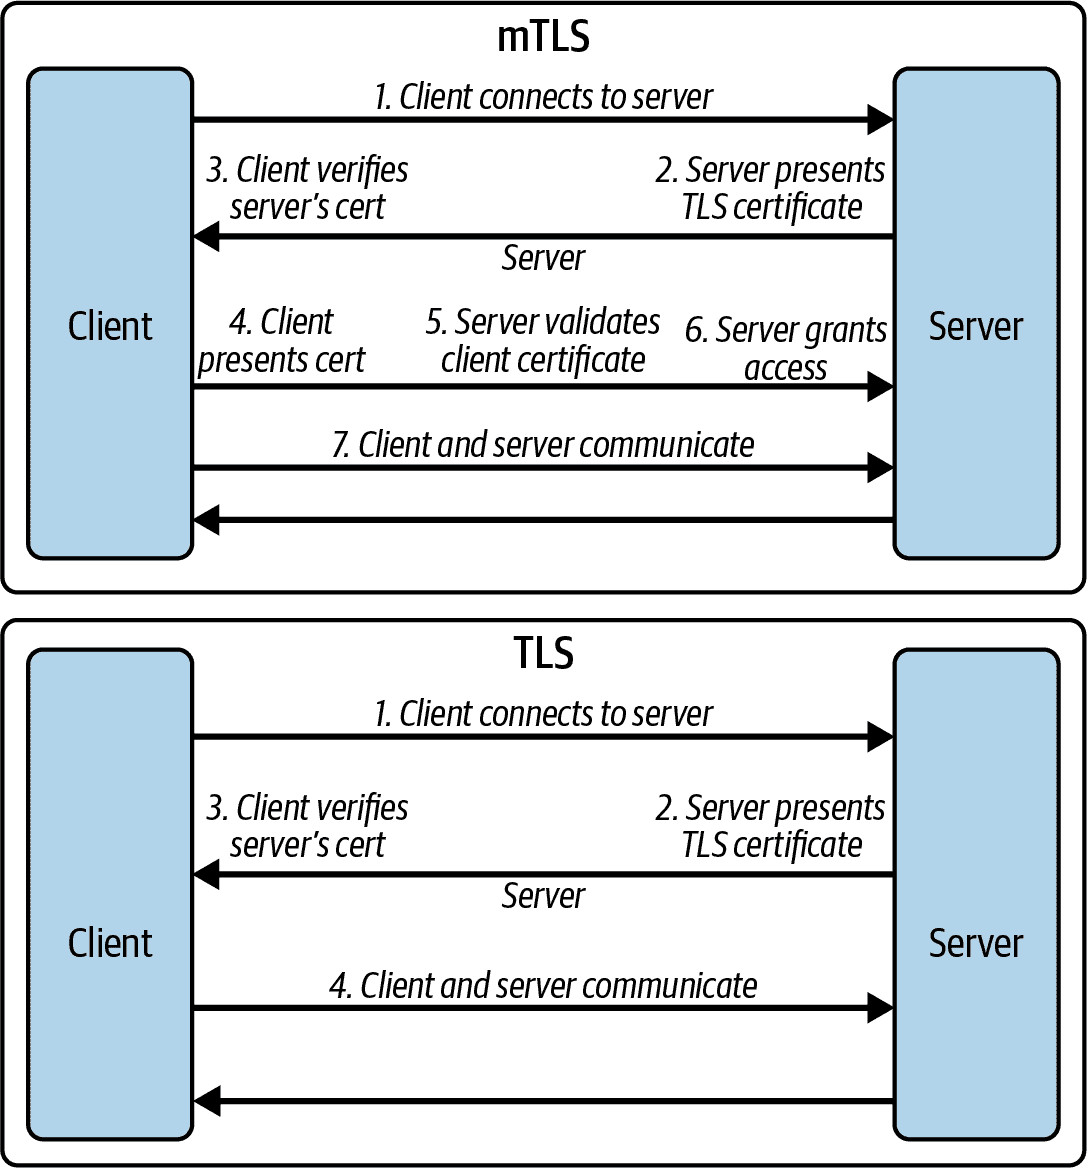 mTLS
1. Client connects to server
3. Client verifies
server's cert
2. Server presents
TLS certificate
Server
Client
4. Client
presents cert
5. Server validates
client certificate
6. Server grants
access
Server
7. Client and server communicate
TLS
1. Client connects to server
3. Client verifies
server's cert
2. Server presents
TLS certificate
Server
Client
Server
4. Client and server communicate